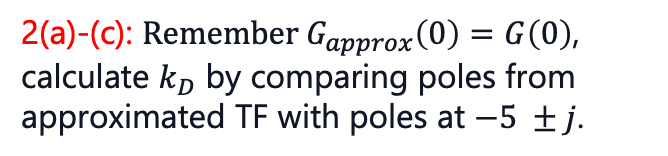 2(a)-(c): Remember G_approx(0) = G(0),
calculate k_D by comparing poles from
approximated TF with poles at −5 ± j.